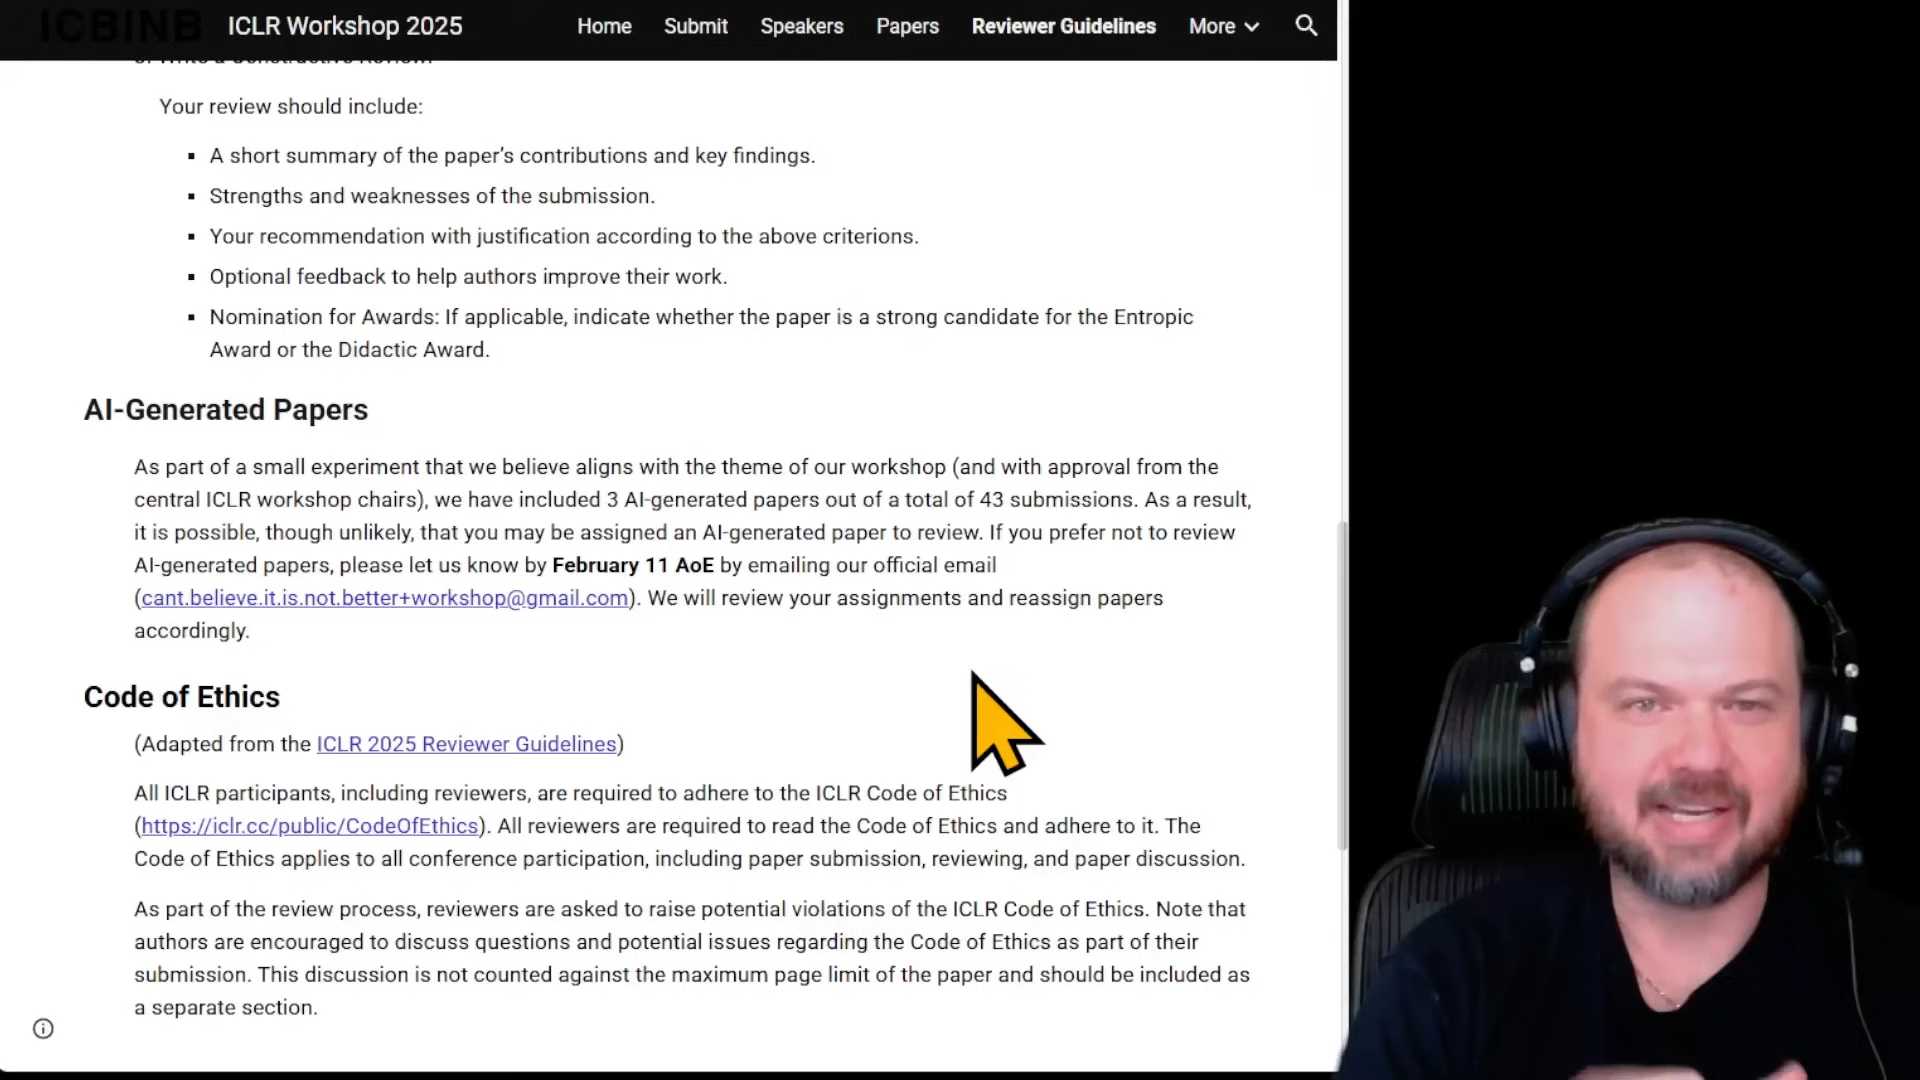 ICBINB ICLR Workshop 2025 Home Submit Speakers Papers Reviewer Guidelines More
Your review should include:
▪ A short summary of the paper's contributions and key findings.
▪ Strengths and weaknesses of the submission.
▪ Your recommendation with justification according to the above criterions.
▪ Optional feedback to help authors improve their work.
▪ Nomination for Awards: If applicable, indicate whether the paper is a strong candidate for the Entropic
Award or the Didactic Award.
AI-Generated Papers
As part of a small experiment that we believe aligns with the theme of our workshop (and with approval from the
central ICLR workshop chairs), we have included 3 AI-generated papers out of a total of 43 submissions. As a result,
it is possible, though unlikely, that you may be assigned an AI-generated paper to review. If you prefer not to review
AI-generated papers, please let us know by February 11 AoE by emailing our official email
(cant.believe.it.is.not.better+workshop@gmail.com). We will review your assignments and reassign papers
accordingly.
Code of Ethics
(Adapted from the ICLR 2025 Reviewer Guidelines)
All ICLR participants, including reviewers, are required to adhere to the ICLR Code of Ethics
(https://iclr.cc/public/CodeOfEthics). All reviewers are required to read the Code of Ethics and adhere to it. The
Code of Ethics applies to all conference participation, including paper submission, reviewing, and paper discussion.
As part of the review process, reviewers are asked to raise potential violations of the ICLR Code of Ethics. Note that
authors are encouraged to discuss questions and potential issues regarding the Code of Ethics as part of their
submission. This discussion is not counted against the maximum page limit of the paper and should be included as
a separate section.